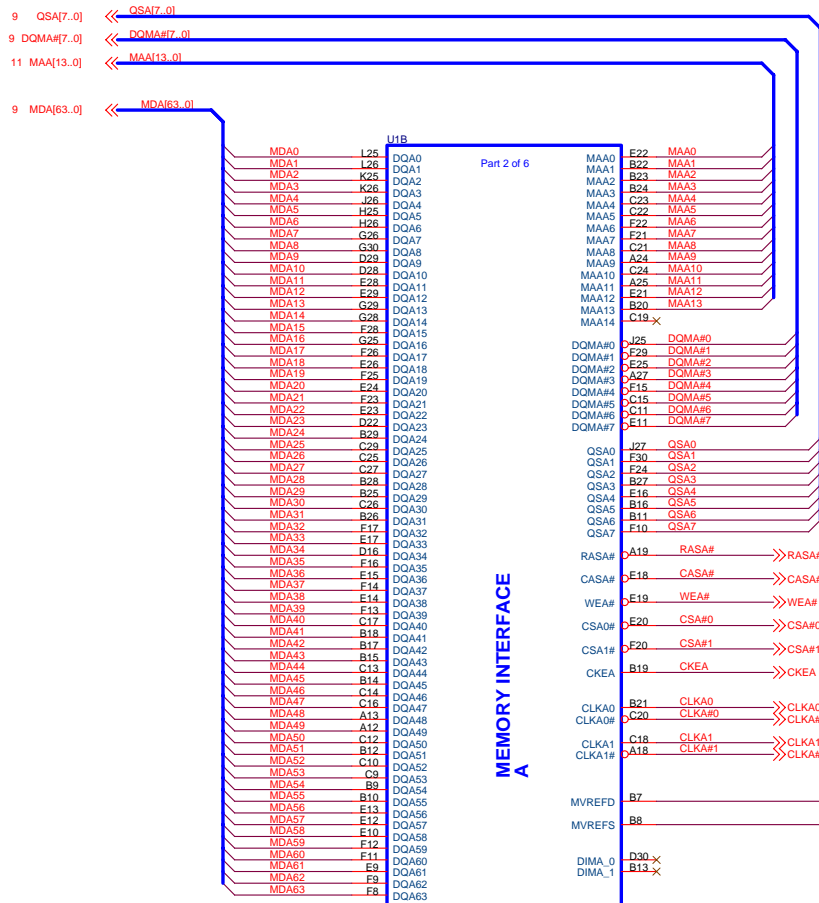 9 QSA[7..0] QSA[7..0]
9 DQMA#[7..0] DQMA#[7..0]
11 MAA[13..0] MAA[13..0]
9 MDA[63..0] MDA[63..0]
U1B
Part 2 of 6
MDA0 L25 DQA0 MAA0 E22 MAA0
MDA1 L26 DQA1 MAA1 B22 MAA1
MDA2 K25 DQA2 MAA2 B23 MAA2
MDA3 K26 DQA3 MAA3 B24 MAA3
MDA4 J26 DQA4 MAA4 C23 MAA4
MDA5 H25 DQA5 MAA5 C22 MAA5
MDA6 H26 DQA6 MAA6 F22 MAA6
MDA7 G26 DQA7 MAA7 F21 MAA7
MDA8 G30 DQA8 MAA8 C21 MAA8
MDA9 D29 DQA9 MAA9 A24 MAA9
MDA10 D28 DQA10 MAA10 C24 MAA10
MDA11 E28 DQA11 MAA11 A25 MAA11
MDA12 E29 DQA12 MAA12 E21 MAA12
MDA13 G29 DQA13 MAA13 B20 MAA13
MDA14 G28 DQA14 MAA14 C19
MDA15 F28 DQA15
MDA16 G25 DQA16 DQMA#0 J25 DQMA#0
MDA17 F26 DQA17 DQMA#1 F29 DQMA#1
MDA18 E26 DQA18 DQMA#2 E25 DQMA#2
MDA19 F25 DQA19 DQMA#3 A27 DQMA#3
MDA20 E24 DQA20 DQMA#4 F15 DQMA#4
MDA21 F23 DQA21 DQMA#5 C15 DQMA#5
MDA22 E23 DQA22 DQMA#6 C11 DQMA#6
MDA23 D22 DQA23 DQMA#7 E11 DQMA#7
MDA24 B29 DQA24
MDA25 C29 DQA25 QSA0 J27 QSA0
MDA26 C25 DQA26 QSA1 F30 QSA1
MDA27 C27 DQA27 QSA2 F24 QSA2
MDA28 B28 DQA28 QSA3 B27 QSA3
MDA29 B25 DQA29 QSA4 E16 QSA4
MDA30 C26 DQA30 QSA5 B16 QSA5
MDA31 B26 DQA31 QSA6 B11 QSA6
MDA32 F17 DQA32 QSA7 F10 QSA7
MDA33 E17 DQA33
MDA34 D16 DQA34 RASA# A19 RASA# RASA#
MDA35 F16 DQA35
MDA36 E15 DQA36 CASA# E18 CASA# CASA#
MDA37 F14 DQA37
MDA38 E14 DQA38 WEA# E19 WEA# WEA#
MDA39 F13 DQA39
MDA40 C17 DQA40 CSA0# E20 CSA#0 CSA#0
MDA41 B18 DQA41
MDA42 B17 DQA42 CSA1# F20 CSA#1 CSA#1
MDA43 B15 DQA43
MDA44 C13 DQA44 CKEA B19 CKEA CKEA
MDA45 B14 DQA45
MDA46 C14 DQA46
MDA47 C16 DQA47 CLKA0 B21 CLKA0 CLKA0
MDA48 A13 DQA48 CLKA0# C20 CLKA#0 CLKA#
MDA49 A12 DQA49
MDA50 C12 DQA50 CLKA1 C18 CLKA1 CLKA1
MDA51 B12 DQA51 CLKA1# A18 CLKA#1 CLKA#
MDA52 C10 DQA52
MDA53 C9 DQA53
MDA54 B9 DQA54
MDA55 B10 DQA55 MVREFD B7
MDA56 E13 DQA56
MDA57 E12 DQA57 MVREFS B8
MDA58 E10 DQA58
MDA59 F12 DQA59
MDA60 F11 DQA60 DIMA_0 D30
MDA61 E9 DQA61 DIMA_1 B13
MDA62 F9 DQA62
MDA63 F8 DQA63
MEMORY INTERFACE
A